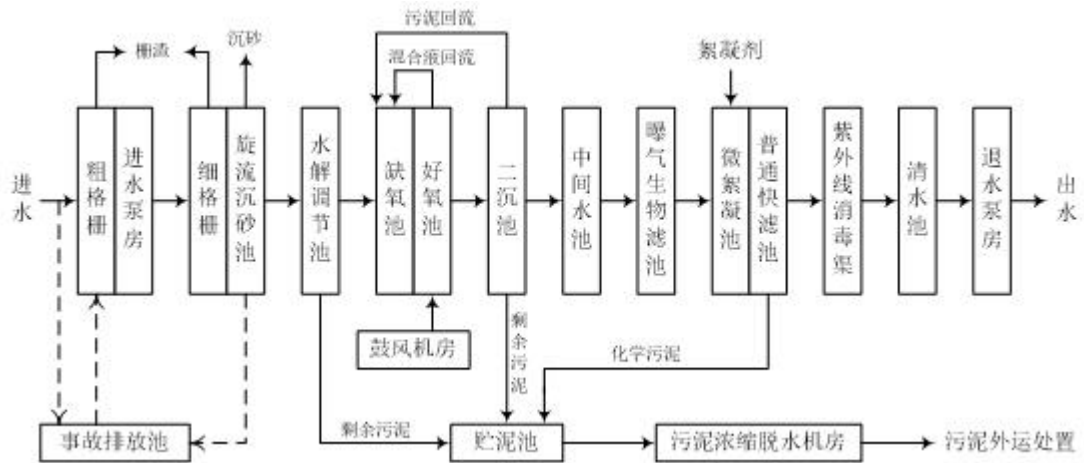 污泥回流
栅渣
沉砂
混合液回流
絮凝剂
进水
粗格栅
进水泵房
细格栅
旋流沉砂池
水解调节池
缺氧池
好氧池
二沉池
中间水池
曝气生物滤池
微絮凝池
普通快滤池
紫外线消毒渠
清水池
退水泵房
出水
鼓风机房
剩余污泥
化学污泥
事故排放池
剩余污泥
贮泥池
污泥浓缩脱水机房
污泥外运处置